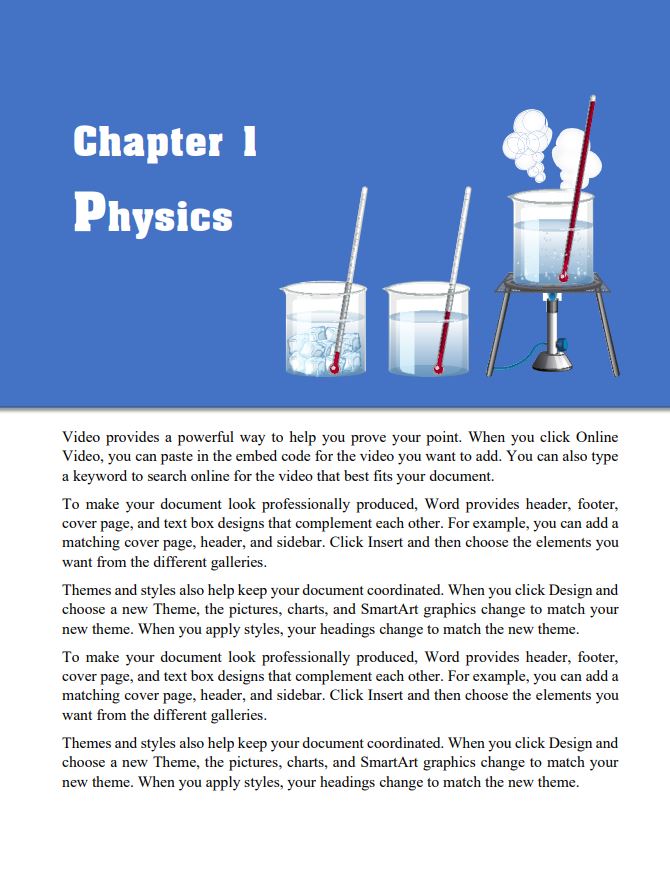 Chapter 1
Physics
Video provides a powerful way to help you prove your point. When you click Online
Video, you can paste in the embed code for the video you want to add. You can also type
a keyword to search online for the video that best fits your document.
To make your document look professionally produced, Word provides header, footer,
cover page, and text box designs that complement each other. For example, you can add a
matching cover page, header, and sidebar. Click Insert and then choose the elements you
want from the different galleries.
Themes and styles also help keep your document coordinated. When you click Design and
choose a new Theme, the pictures, charts, and SmartArt graphics change to match your
new theme. When you apply styles, your headings change to match the new theme.
To make your document look professionally produced, Word provides header, footer,
cover page, and text box designs that complement each other. For example, you can add a
matching cover page, header, and sidebar. Click Insert and then choose the elements you
want from the different galleries.
Themes and styles also help keep your document coordinated. When you click Design and
choose a new Theme, the pictures, charts, and SmartArt graphics change to match your
new theme. When you apply styles, your headings change to match the new theme.